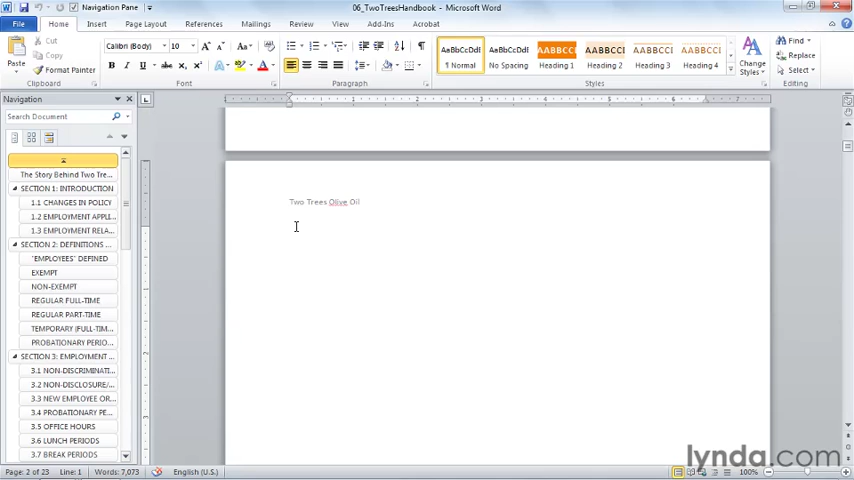 Navigation Pane
06_TwoTreesHandbook - Microsoft Word
File
Home
Insert
Page Layout
References
Mailings
Review
View
Add-Ins
Acrobat
Paste
Cut
Copy
Format Painter
Clipboard
Calibri (Body)
10
Font
Paragraph
AaBbCcDdI
¶ Normal
AaBbCcDdI
No Spacing
AABBCCI
Heading 1
AABBCCI
Heading 2
AABBCCI
Heading 3
AABBCCI
Heading 4
Change
Styles
Styles
Find
Replace
Select
Editing
Navigation
Search Document
The Story Behind Two Tre...
SECTION 1: INTRODUCTION
1.1 CHANGES IN POLICY
1.2 EMPLOYMENT APPLI...
1.3 EMPLOYMENT RELA...
SECTION 2: DEFINITIONS ...
"EMPLOYEES" DEFINED
EXEMPT
NON-EXEMPT
REGULAR FULL-TIME
REGULAR PART-TIME
TEMPORARY (FULL-TIM...
PROBATIONARY PERIO...
SECTION 3: EMPLOYMENT ...
3.1 NON-DISCRIMINATI...
3.2 NON-DISCLOSURE/...
3.3 NEW EMPLOYEE OR...
3.4 PROBATIONARY PE...
3.5 OFFICE HOURS
3.6 LUNCH PERIODS
3.7 BREAK PERIODS
Two Trees Olive Oil
Page: 2 of 23
Line: 1
Words: 7,073
English (U.S.)
100%
lynda.com